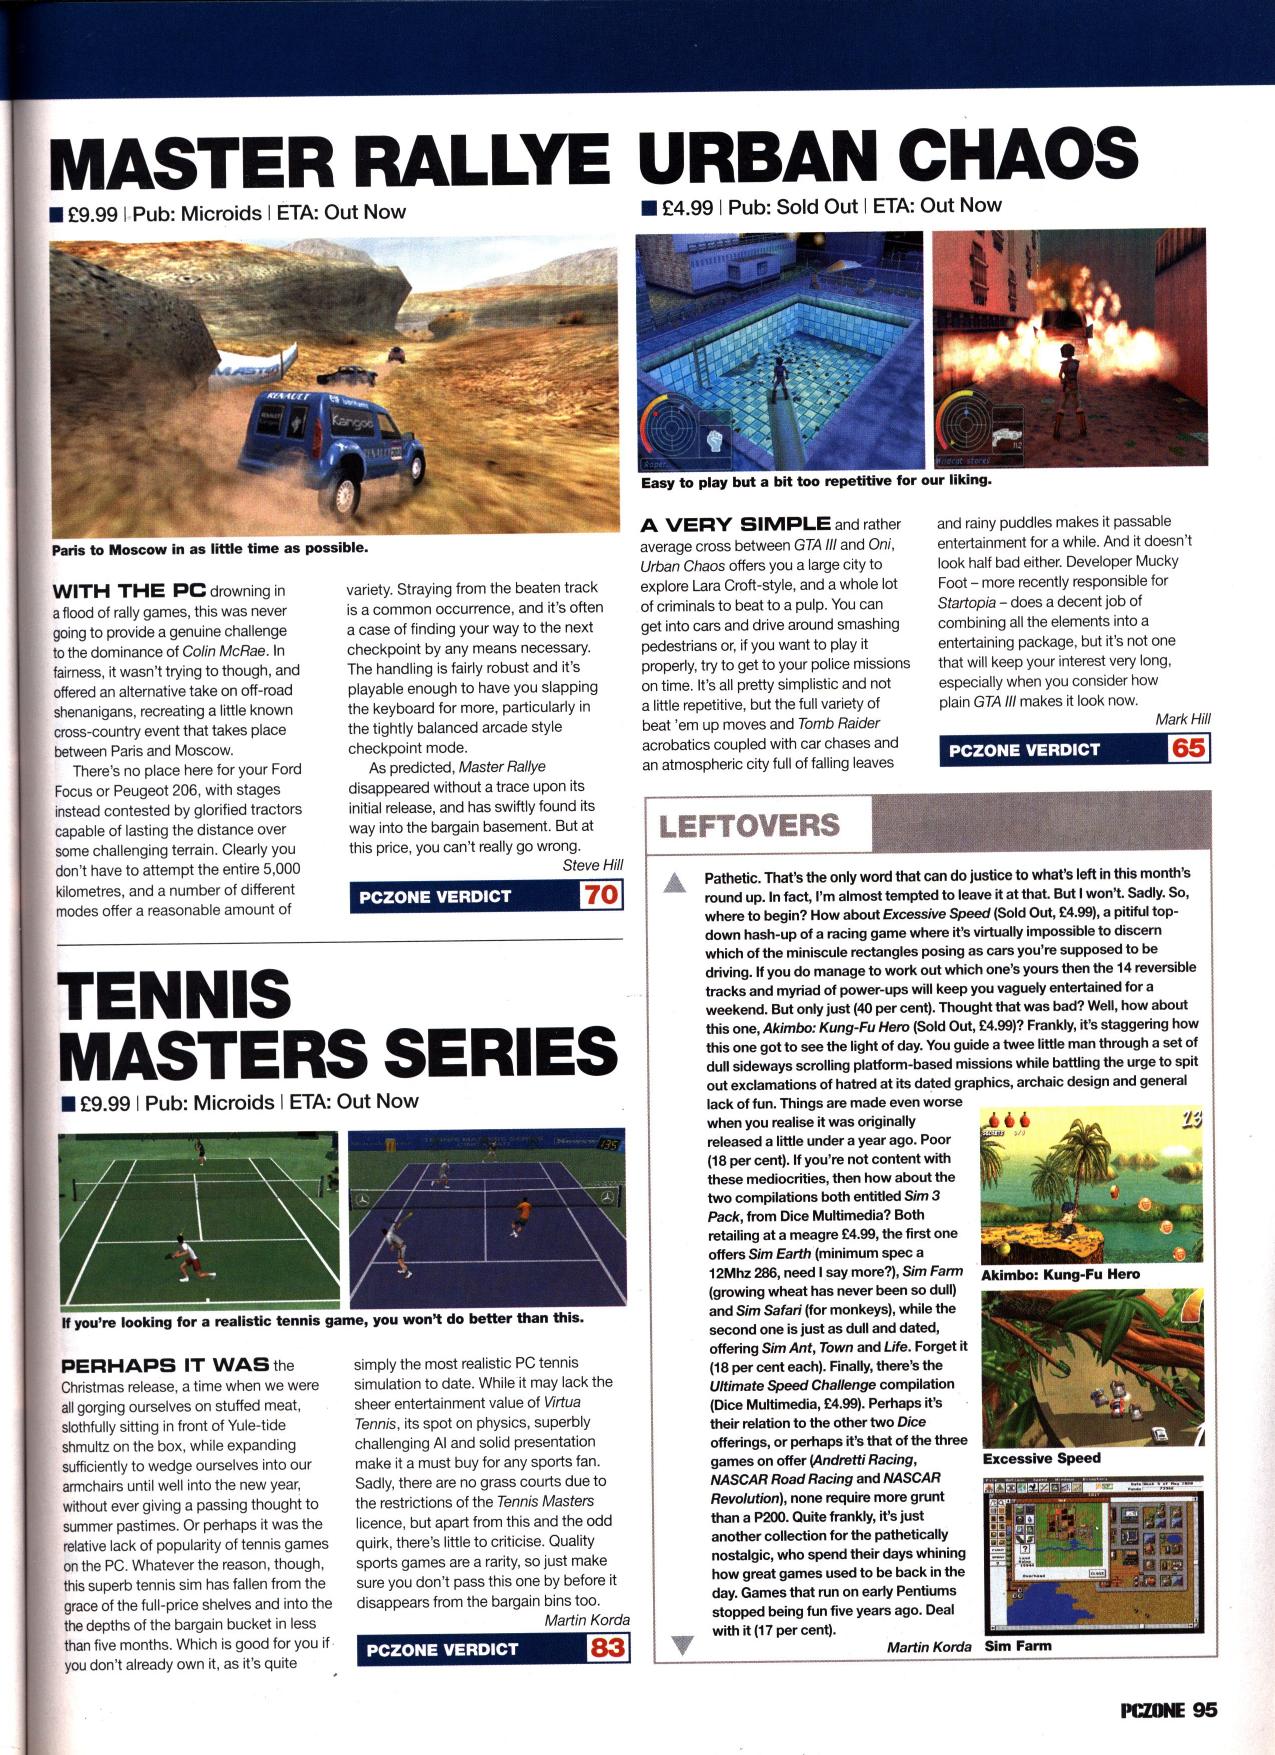 MASTER RALLYE
£9.99 | Pub: Microids | ETA: Out Now
MASTER
RENAULT
Kangoo
Paris to Moscow in as little time as possible.
WITH THE PC drowning in
a flood of rally games, this was never
going to provide a genuine challenge
to the dominance of Colin McRae. In
fairness, it wasn't trying to though, and
offered an alternative take on off-road
shenanigans, recreating a little known
cross-country event that takes place
between Paris and Moscow.
There's no place here for your Ford
Focus or Peugeot 206, with stages
instead contested by glorified tractors
capable of lasting the distance over
some challenging terrain. Clearly you
don't have to attempt the entire 5,000
kilometres, and a number of different
modes offer a reasonable amount of
variety. Straying from the beaten track
is a common occurrence, and it's often
a case of finding your way to the next
checkpoint by any means necessary.
The handling is fairly robust and it's
playable enough to have you slapping
the keyboard for more, particularly in
the tightly balanced arcade style
checkpoint mode.
As predicted, Master Rallye
disappeared without a trace upon its
initial release, and has swiftly found its
way into the bargain basement. But at
this price, you can't really go wrong.
Steve Hill
PCZONE VERDICT 70
TENNIS
MASTERS SERIES
£9.99 | Pub: Microids | ETA: Out Now
135
If you're looking for a realistic tennis game, you won't do better than this.
PERHAPS IT WAS the
Christmas release, a time when we were
all gorging ourselves on stuffed meat,
slothfully sitting in front of Yule-tide
shmultz on the box, while expanding
sufficiently to wedge ourselves into our
armchairs until well into the new year,
without ever giving a passing thought to
summer pastimes. Or perhaps it was the
relative lack of popularity of tennis games
on the PC. Whatever the reason, though,
this superb tennis sim has fallen from the
grace of the full-price shelves and into the
the depths of the bargain bucket in less
than five months. Which is good for you if
you don't already own it, as it's quite
simply the most realistic PC tennis
simulation to date. While it may lack the
sheer entertainment value of Virtua
Tennis, its spot on physics, superbly
challenging AI and solid presentation
make it a must buy for any sports fan.
Sadly, there are no grass courts due to
the restrictions of the Tennis Masters
licence, but apart from this and the odd
quirk, there's little to criticise. Quality
sports games are a rarity, so just make
sure you don't pass this one by before it
disappears from the bargain bins too.
Martin Korda
PCZONE VERDICT 83
URBAN CHAOS
£4.99 | Pub: Sold Out | ETA: Out Now
Roper
Wildcat stores
112
Easy to play but a bit too repetitive for our liking.
A VERY SIMPLE and rather
average cross between GTA III and Oni,
Urban Chaos offers you a large city to
explore Lara Croft-style, and a whole lot
of criminals to beat to a pulp. You can
get into cars and drive around smashing
pedestrians or, if you want to play it
properly, try to get to your police missions
on time. It's all pretty simplistic and not
a little repetitive, but the full variety of
beat 'em up moves and Tomb Raider
acrobatics coupled with car chases and
an atmospheric city full of falling leaves
and rainy puddles makes it passable
entertainment for a while. And it doesn't
look half bad either. Developer Mucky
Foot – more recently responsible for
Startopia – does a decent job of
combining all the elements into a
entertaining package, but it's not one
that will keep your interest very long,
especially when you consider how
plain GTA III makes it look now.
Mark Hill
PCZONE VERDICT 65
LEFTOVERS
Pathetic. That's the only word that can do justice to what's left in this month's
round up. In fact, I'm almost tempted to leave it at that. But I won't. Sadly. So,
where to begin? How about Excessive Speed (Sold Out, £4.99), a pitiful top-
down hash-up of a racing game where it's virtually impossible to discern
which of the miniscule rectangles posing as cars you're supposed to be
driving. If you do manage to work out which one's yours then the 14 reversible
tracks and myriad of power-ups will keep you vaguely entertained for a
weekend. But only just (40 per cent). Thought that was bad? Well, how about
this one, Akimbo: Kung-Fu Hero (Sold Out, £4.99)? Frankly, it's staggering how
this one got to see the light of day. You guide a twee little man through a set of
dull sideways scrolling platform-based missions while battling the urge to spit
out exclamations of hatred at its dated graphics, archaic design and general
lack of fun. Things are made even worse
when you realise it was originally
released a little under a year ago. Poor
(18 per cent). If you're not content with
these mediocrities, then how about the
two compilations both entitled Sim 3
Pack, from Dice Multimedia? Both
retailing at a meagre £4.99, the first one
offers Sim Earth (minimum spec a
12Mhz 286, need I say more?), Sim Farm
(growing wheat has never been so dull)
and Sim Safari (for monkeys), while the
second one is just as dull and dated,
offering Sim Ant, Town and Life. Forget it
(18 per cent each). Finally, there's the
Ultimate Speed Challenge compilation
(Dice Multimedia, £4.99). Perhaps it's
their relation to the other two Dice
offerings, or perhaps it's that of the three
games on offer (Andretti Racing,
NASCAR Road Racing and NASCAR
Revolution), none require more grunt
than a P200. Quite frankly, it's just
another collection for the pathetically
nostalgic, who spend their days whining
how great games used to be back in the
day. Games that run on early Pentiums
stopped being fun five years ago. Deal
with it (17 per cent).
Martin Korda
23
Akimbo: Kung-Fu Hero
Excessive Speed
Sim Farm
PCZONE 95